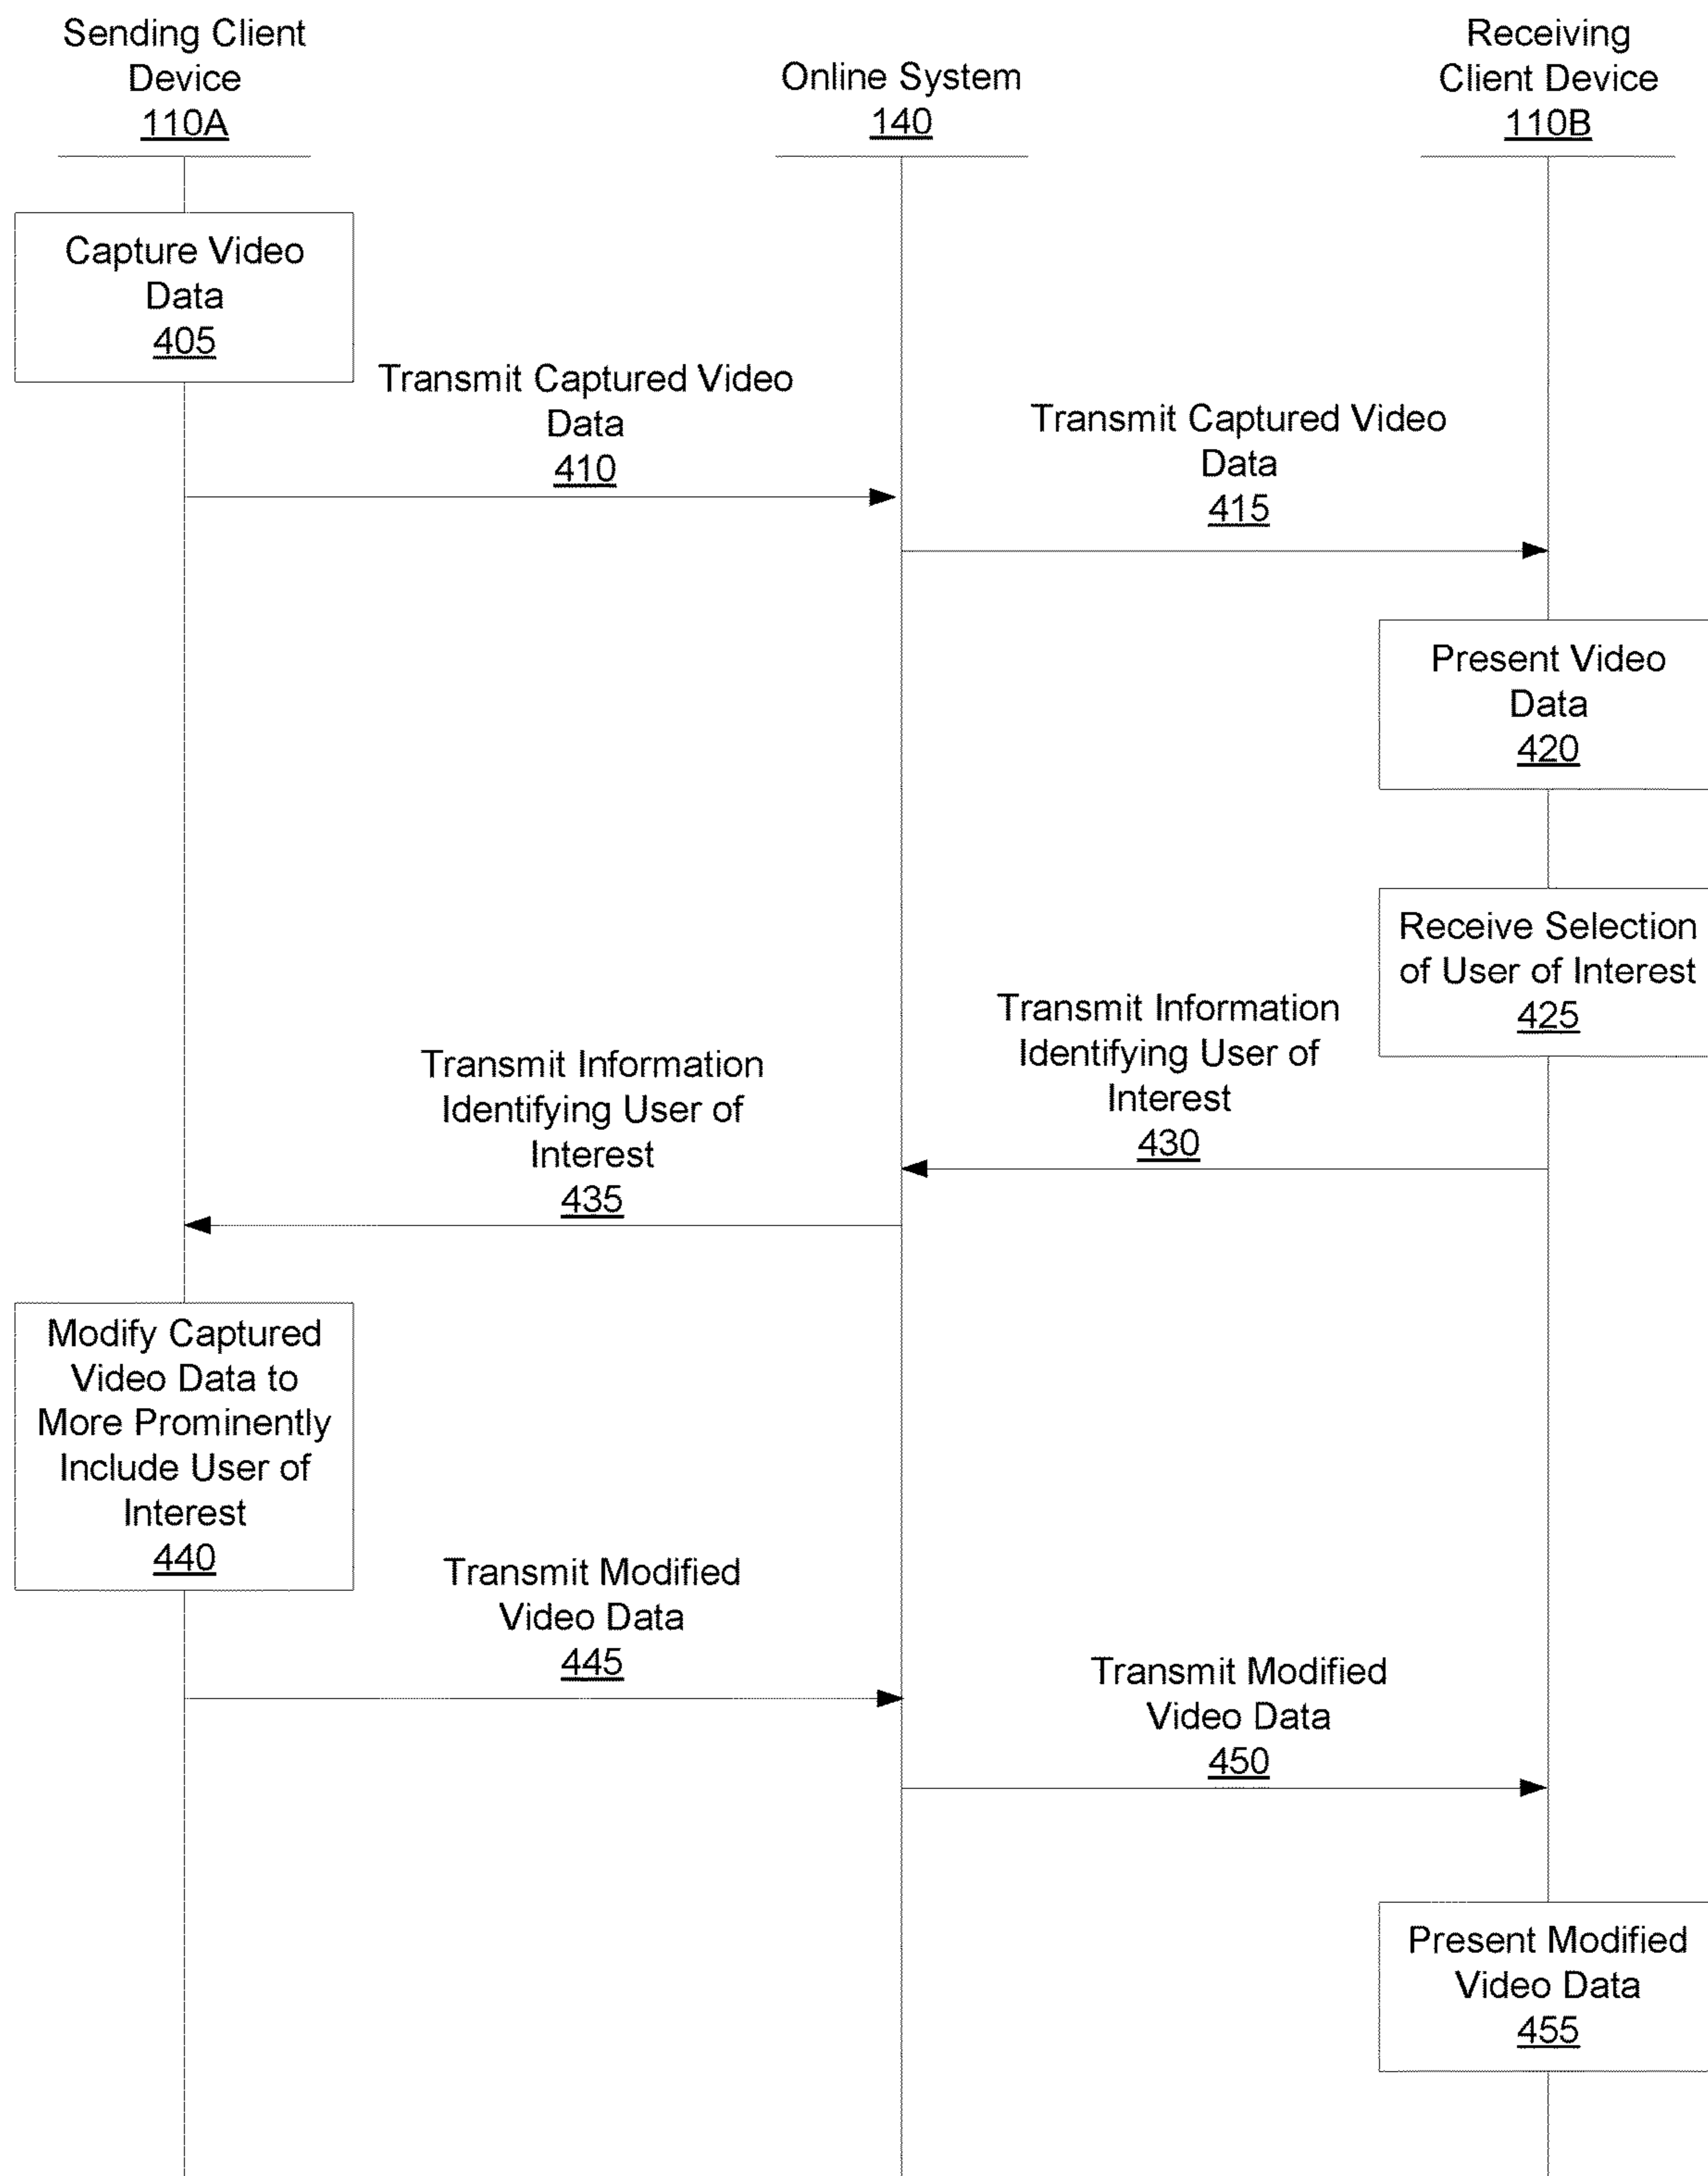 Sending Client
Device
110A
Online System
140
Receiving
Client Device
110B
Capture Video
Data
405
Transmit Captured Video
Data
410
Transmit Captured Video
Data
415
Present Video
Data
420
Receive Selection
of User of Interest
425
Transmit Information
Identifying User of
Interest
430
Transmit Information
Identifying User of
Interest
435
Modify Captured
Video Data to
More Prominently
Include User of
Interest
440
Transmit Modified
Video Data
445
Transmit Modified
Video Data
450
Present Modified
Video Data
455